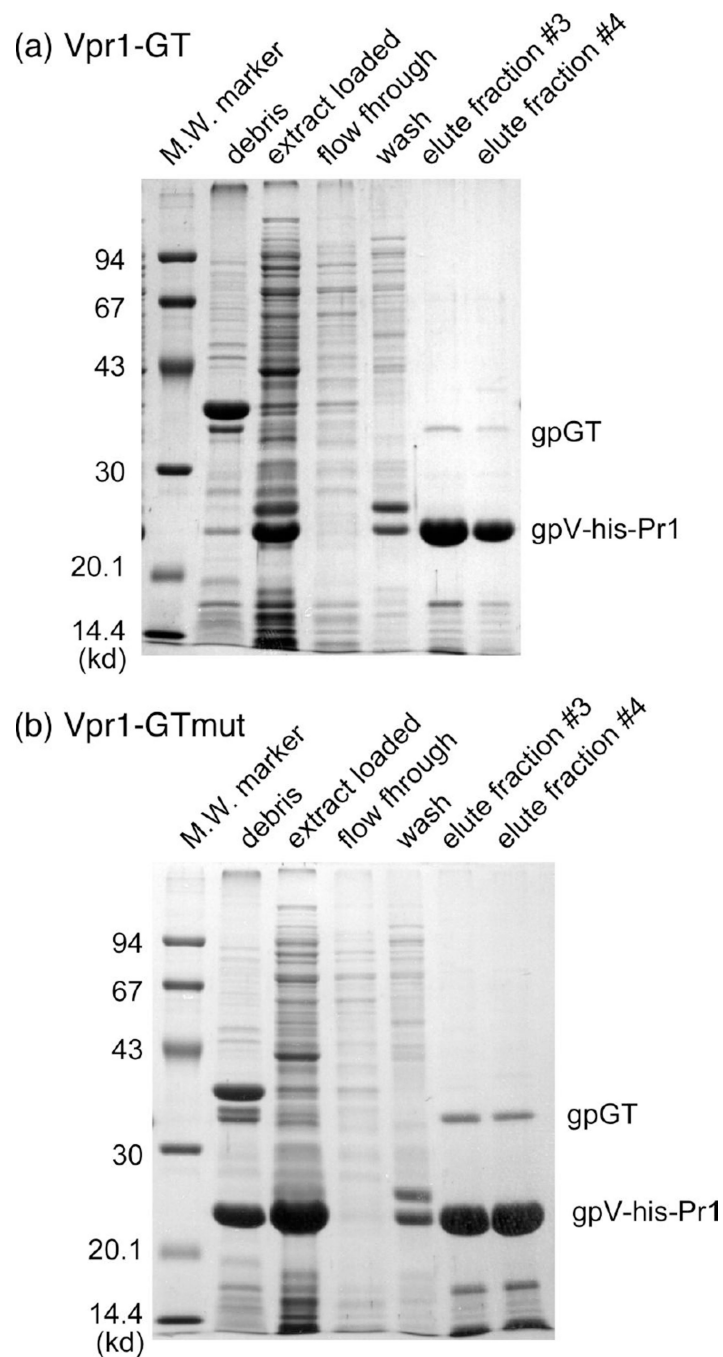 (a) Vpr1-GT
M.W. marker
debris
extract loaded
flow fhrough
wash
elute fraction #3
elute fraction #4
94
67
43
30
20.1
14.4
(kd)
gpGT
gpV-his-Pr1
(b) Vpr1-GTmut
M.W. marker
debris
extract loaded
flow fhrough
wash
elute fraction #3
elute fraction #4
94
67
43
30
20.1
14.4
(kd)
gpGT
gpV-his-Pr1